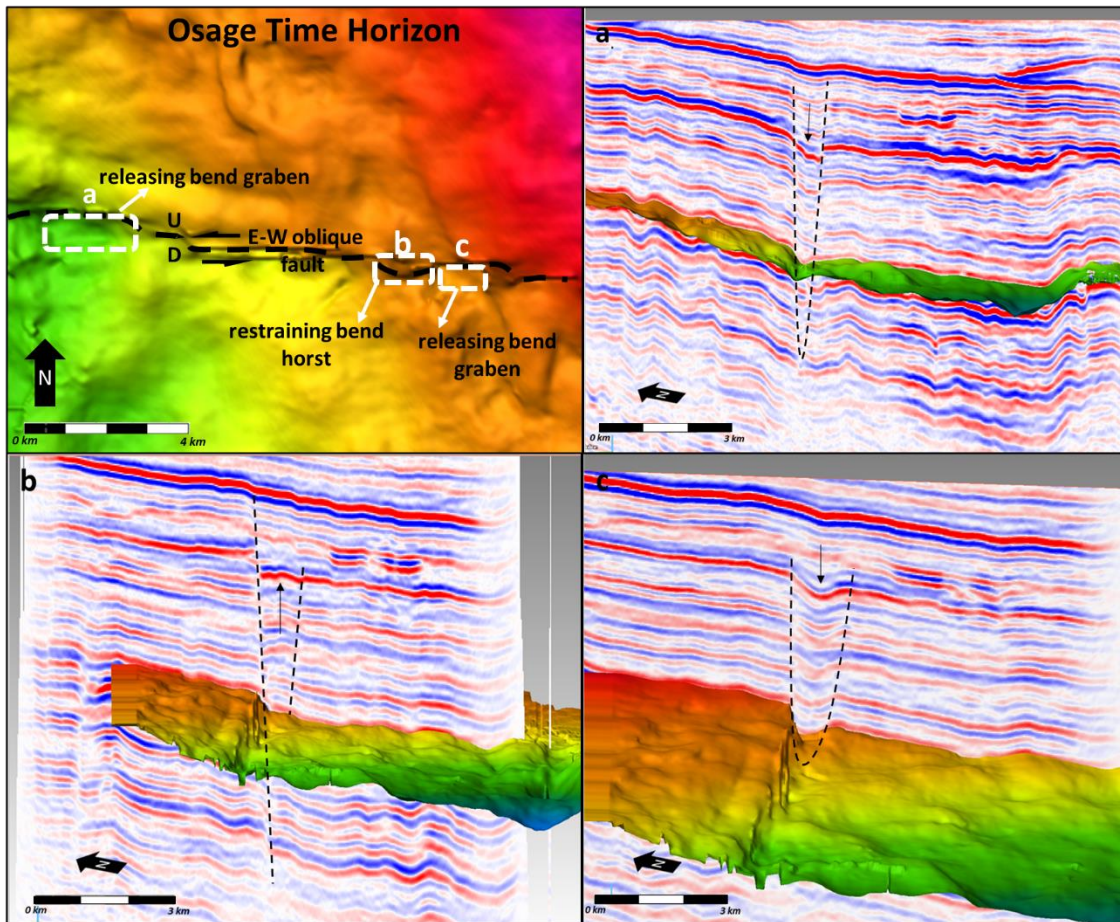 Osage Time Horizon
releasing bend graben
a
U
E-W oblique
D
fault
b
c
restraining bend
horst
releasing bend
graben
N
0 km
4 km
a
N
0 km
3 km
b
N
0 km
3 km
c
N
0 km
3 km